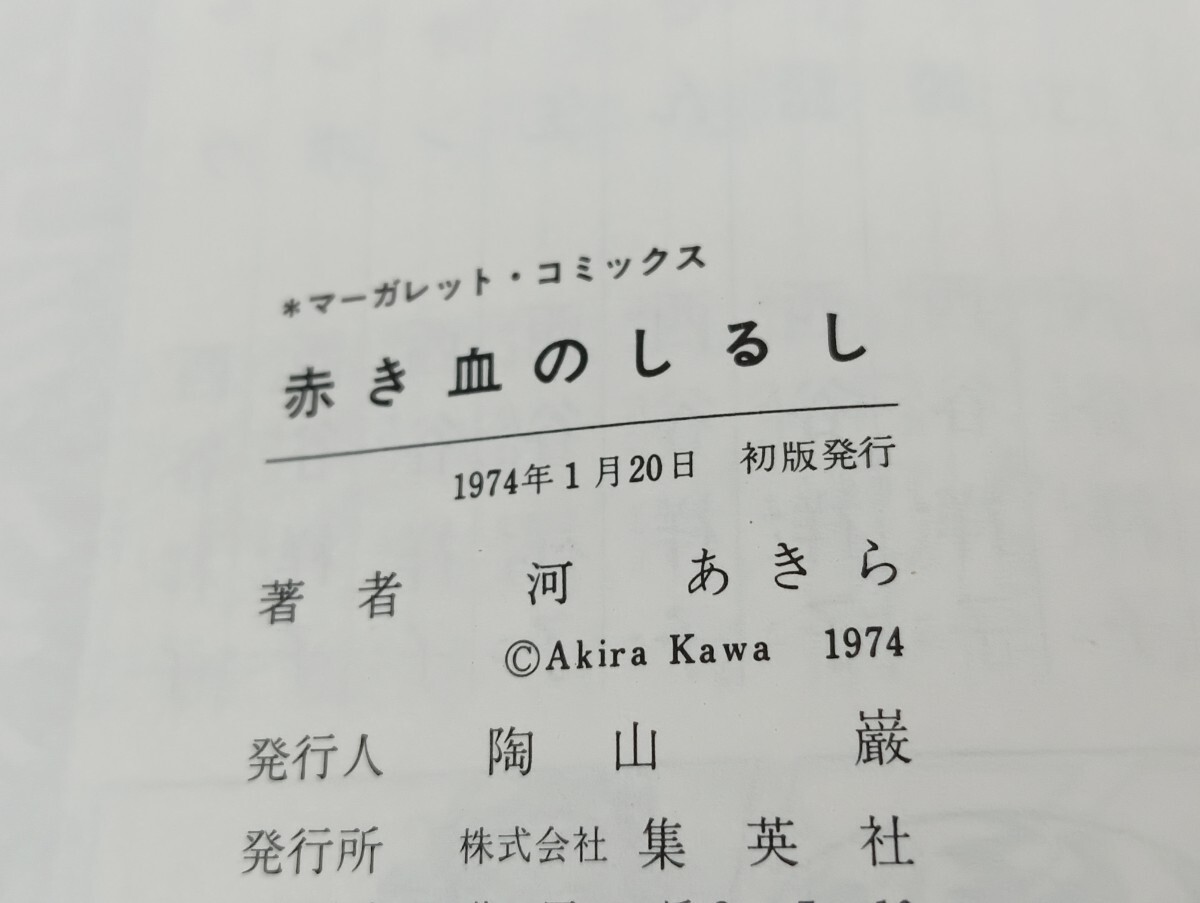 *マーガレット・コミックス
赤き血のしるし
1974年1月20日 初版発行
著者 河 あきら
©Akira Kawa 1974
発行人 陶山 巌
発行所 株式会社 集英社